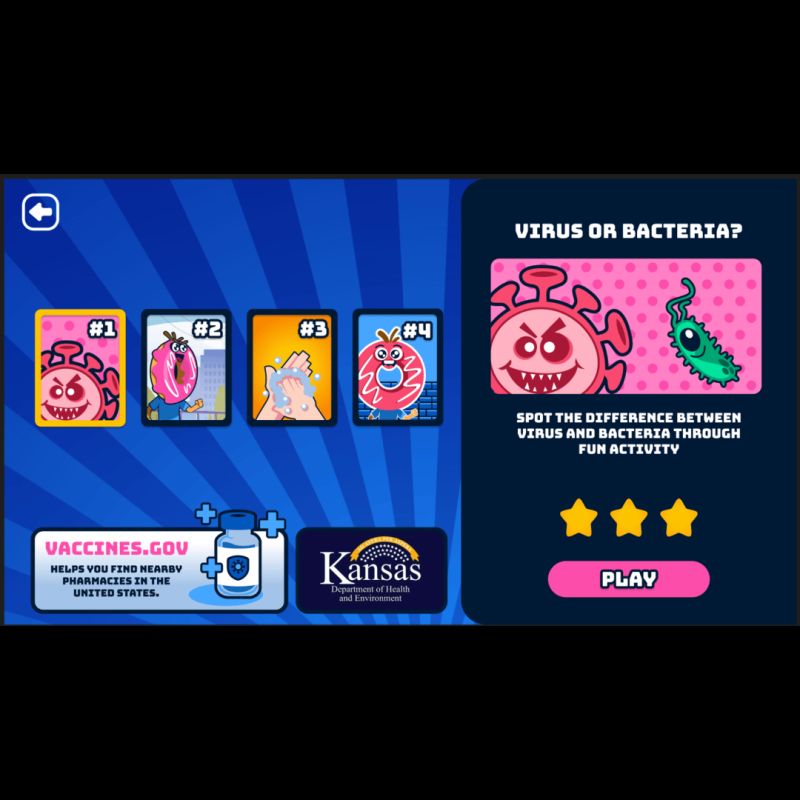 #1
#2
#3
#4
VACCINES.GOV
HELPS YOU FIND NEARBY
PHARMACIES IN THE
UNITED STATES.
Kansas
Department of Health
and Environment
VIRUS OR BACTERIA?
SPOT THE DIFFERENCE BETWEEN
VIRUS AND BACTERIA THROUGH
FUN ACTIVITY
PLAY